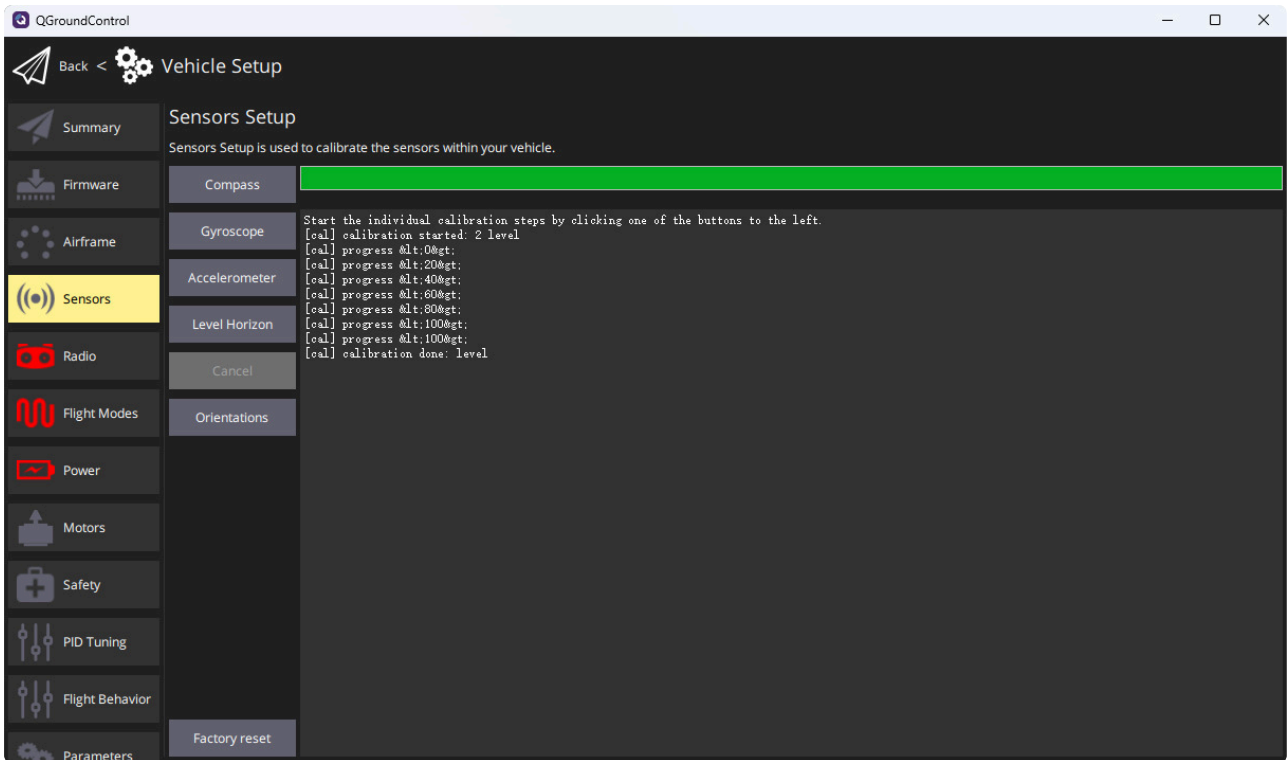 QGroundControl
Back < Vehicle Setup
Summary
Firmware
Airframe
Sensors
Radio
Flight Modes
Power
Motors
Safety
PID Tuning
Flight Behavior
Parameters
Sensors Setup
Sensors Setup is used to calibrate the sensors within your vehicle.
Compass
Gyroscope
Accelerometer
Level Horizon
Cancel
Orientations
Factory reset
Start the individual calibration steps by clicking one of the buttons to the left.
[cal] calibration started: 2 level
[cal] progress &lt;0&gt;
[cal] progress &lt;20&gt;
[cal] progress &lt;40&gt;
[cal] progress &lt;60&gt;
[cal] progress &lt;80&gt;
[cal] progress &lt;100&gt;
[cal] progress &lt;100&gt;
[cal] calibration done: level